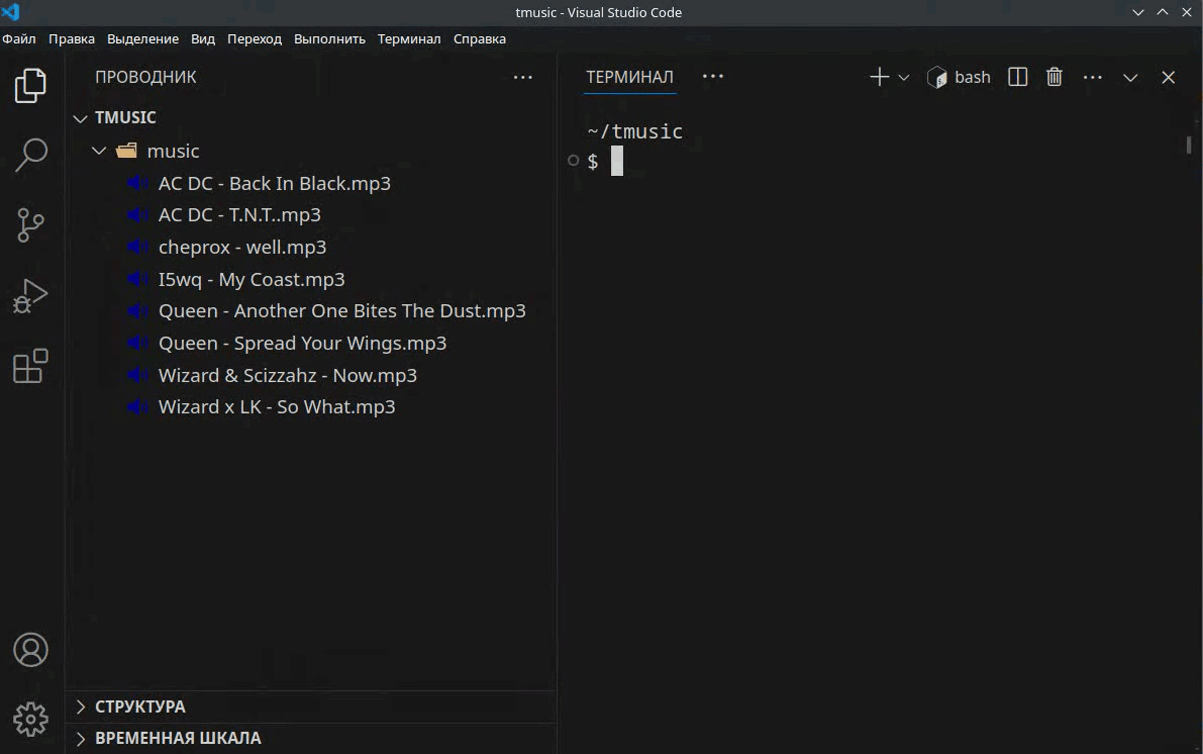 tmusic - Visual Studio Code
Файл Правка Выделение Вид Переход Выполнить Терминал Справка
ПРОВОДНИК
TMUSIC
music
AC DC - Back In Black.mp3
AC DC - T.N.T..mp3
cheprox - well.mp3
I5wq - My Coast.mp3
Queen - Another One Bites The Dust.mp3
Queen - Spread Your Wings.mp3
Wizard & Scizzahz - Now.mp3
Wizard x LK - So What.mp3
СТРУКТУРА
ВРЕМЕННАЯ ШКАЛА
ТЕРМИНАЛ
bash
~/tmusic
$